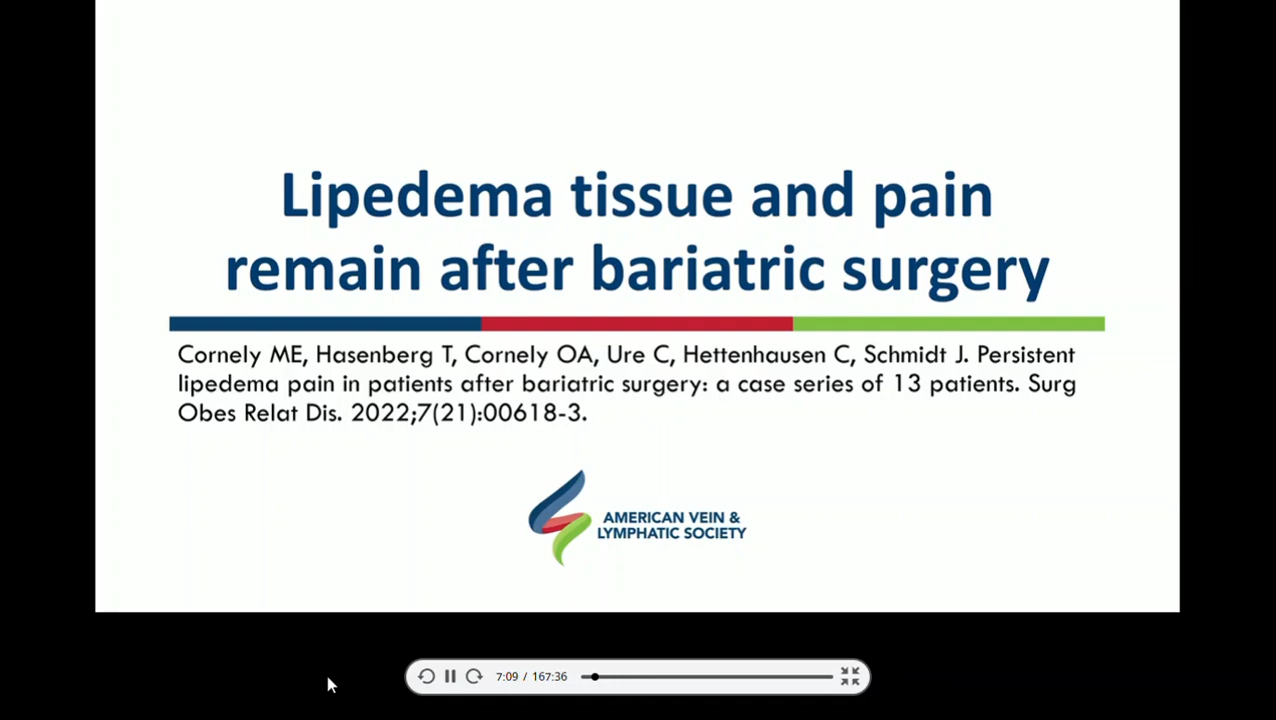 Lipedema tissue and pain
remain after bariatric surgery
Cornely ME, Hasenberg T, Cornely OA, Ure C, Hettenhausen C, Schmidt J. Persistent
lipedema pain in patients after bariatric surgery: a case series of 13 patients. Surg
Obes Relat Dis. 2022;7(21):00618-3.
AMERICAN VEIN &
LYMPHATIC SOCIETY
7:09 / 167:36